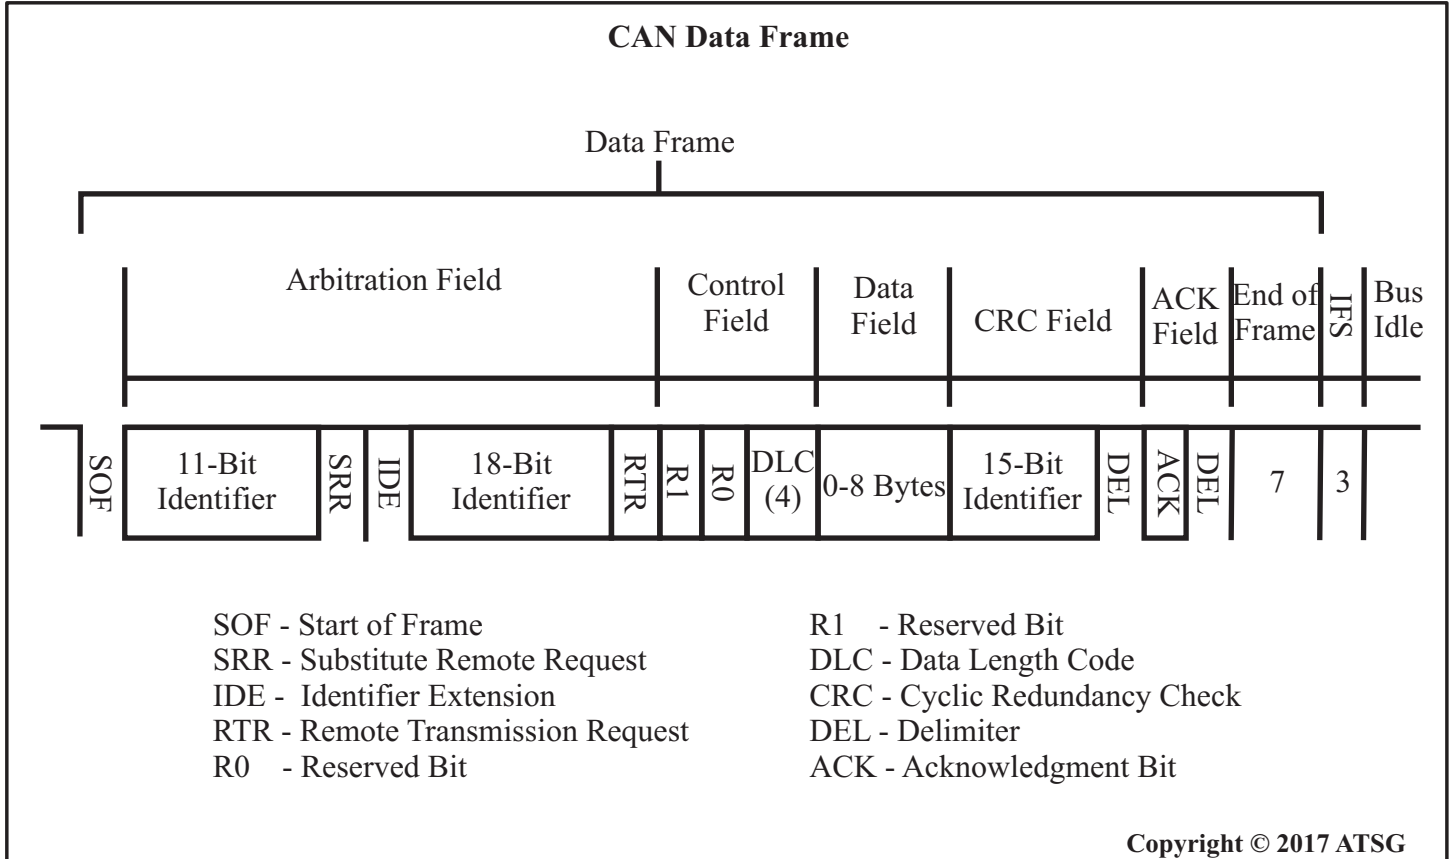 CAN Data Frame
Data Frame
Arbitration Field
Control
Field
Data
Field
CRC Field
ACK
Field
End of
Frame
IFS
Bus
Idle
SOF
11-Bit
Identifier
SRR
IDE
18-Bit
Identifier
RTR
R1
R0
DLC
(4)
0-8 Bytes
15-Bit
Identifier
DEL
ACK
DEL
7
3
SOF - Start of Frame
SRR - Substitute Remote Request
IDE - Identifier Extension
RTR - Remote Transmission Request
R0 - Reserved Bit
R1 - Reserved Bit
DLC - Data Length Code
CRC - Cyclic Redundancy Check
DEL - Delimiter
ACK - Acknowledgment Bit
Copyright © 2017 ATSG